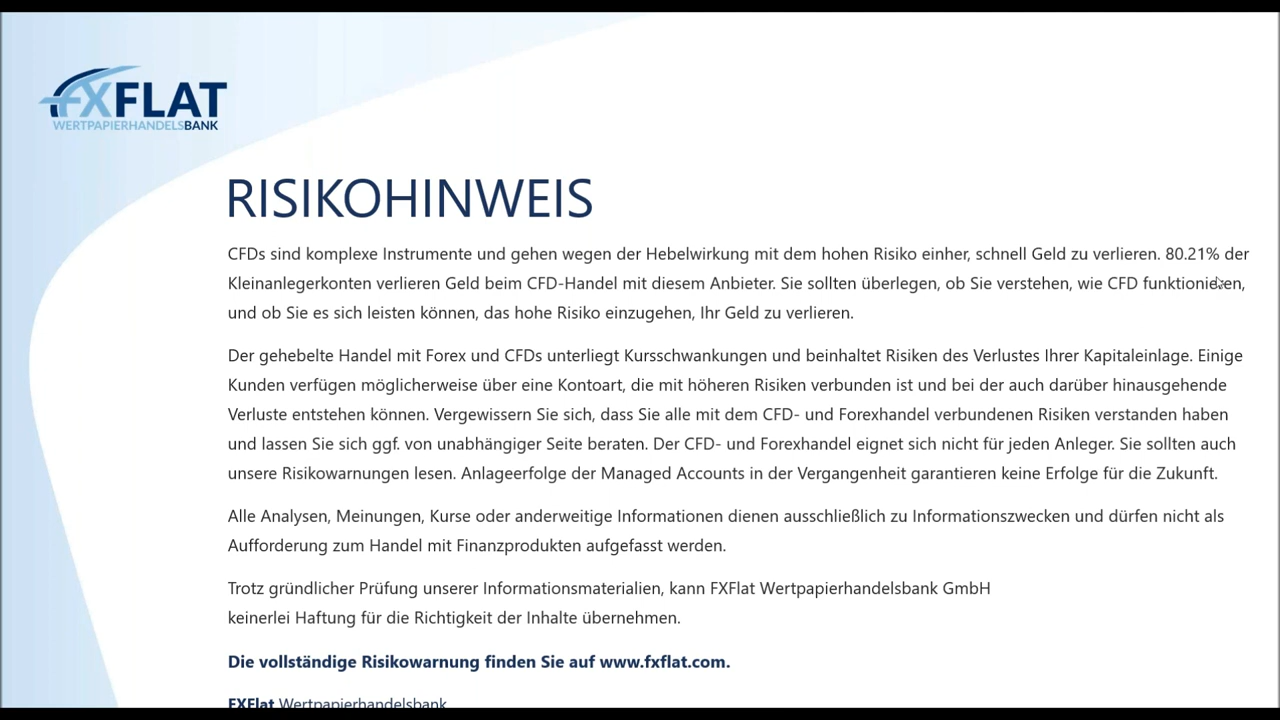 FXFLAT
WERTPAPIERHANDELSBANK
RISIKOHINWEIS
CFDs sind komplexe Instrumente und gehen wegen der Hebelwirkung mit dem hohen Risiko einher, schnell Geld zu verlieren. 80.21% der
Kleinanlegerkonten verlieren Geld beim CFD-Handel mit diesem Anbieter. Sie sollten überlegen, ob Sie verstehen, wie CFD funktionieren,
und ob Sie es sich leisten können, das hohe Risiko einzugehen, Ihr Geld zu verlieren.
Der gehebelte Handel mit Forex und CFDs unterliegt Kursschwankungen und beinhaltet Risiken des Verlustes Ihrer Kapitaleinlage. Einige
Kunden verfügen möglicherweise über eine Kontoart, die mit höheren Risiken verbunden ist und bei der auch darüber hinausgehende
Verluste entstehen können. Vergewissern Sie sich, dass Sie alle mit dem CFD- und Forexhandel verbundenen Risiken verstanden haben
und lassen Sie sich ggf. von unabhängiger Seite beraten. Der CFD- und Forexhandel eignet sich nicht für jeden Anleger. Sie sollten auch
unsere Risikowarnungen lesen. Anlageerfolge der Managed Accounts in der Vergangenheit garantieren keine Erfolge für die Zukunft.
Alle Analysen, Meinungen, Kurse oder anderweitige Informationen dienen ausschließlich zu Informationszwecken und dürfen nicht als
Aufforderung zum Handel mit Finanzprodukten aufgefasst werden.
Trotz gründlicher Prüfung unserer Informationsmaterialien, kann FXFlat Wertpapierhandelsbank GmbH
keinerlei Haftung für die Richtigkeit der Inhalte übernehmen.
Die vollständige Risikowarnung finden Sie auf www.fxflat.com.
FXFlat Wertpapierhandelsbank